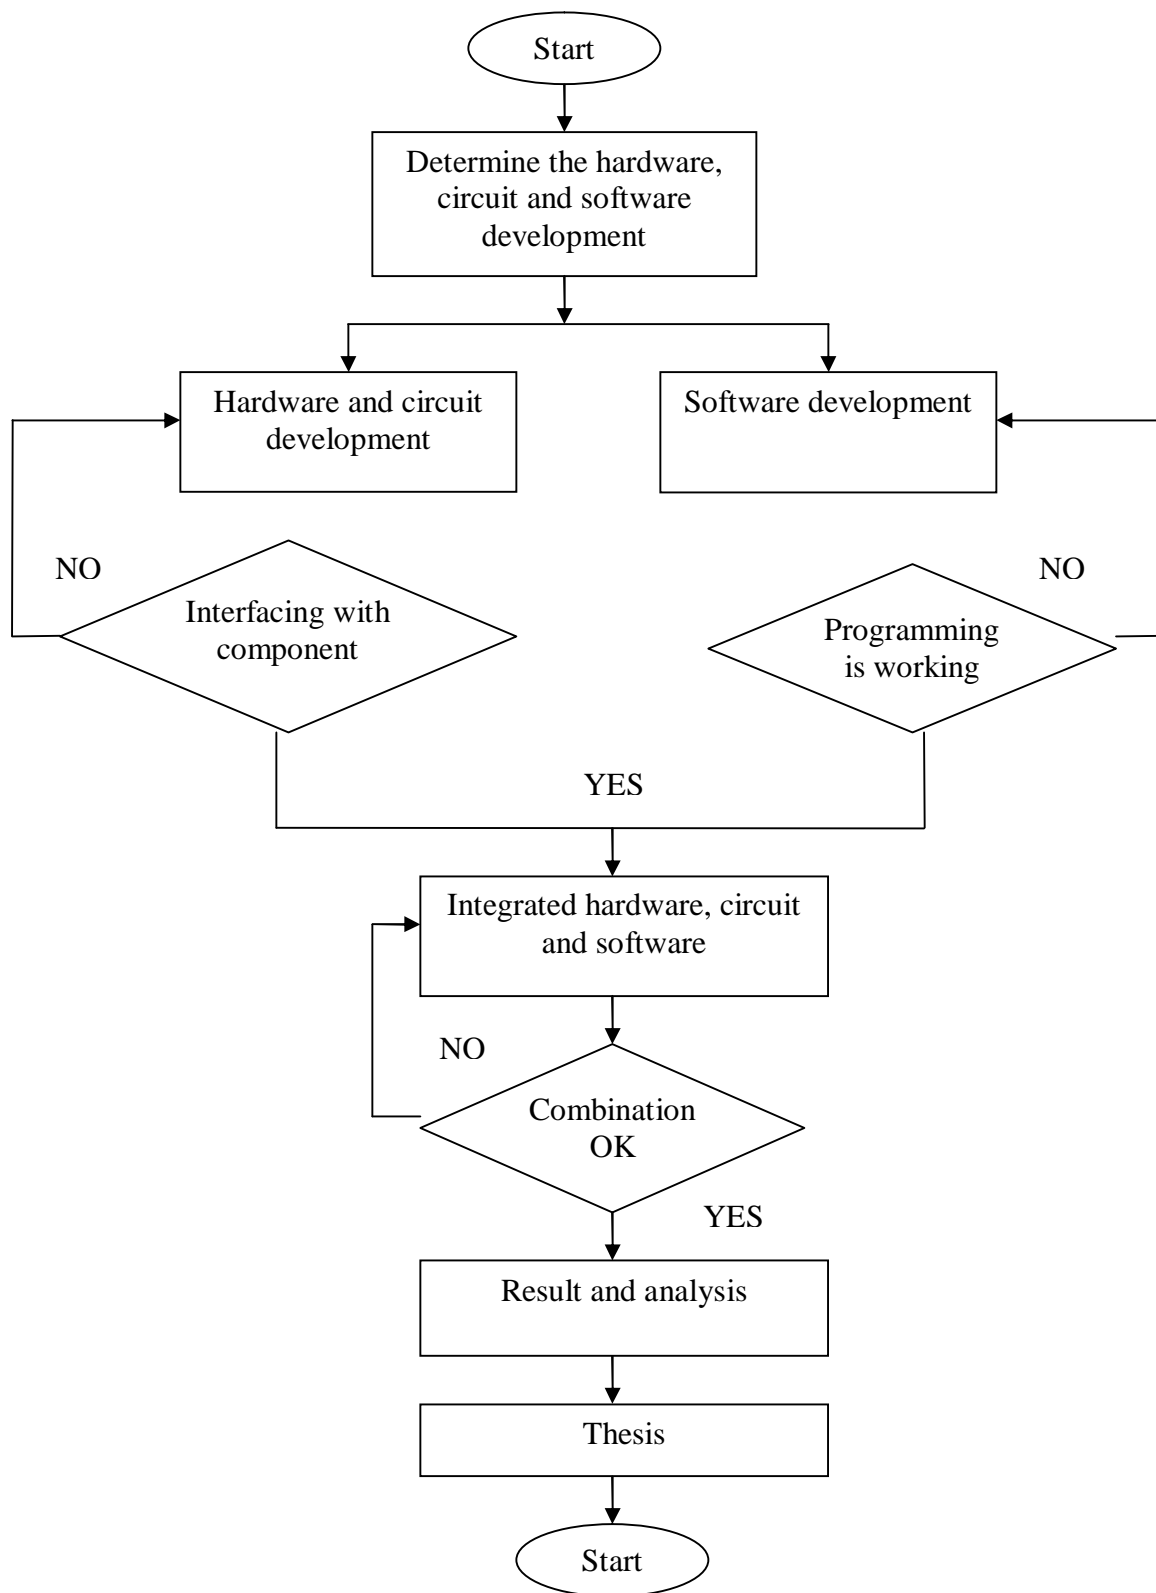 Start
Determine the hardware,
circuit and software
development
Hardware and circuit
development
Software development
NO
Interfacing with
component
NO
Programming
is working
YES
Integrated hardware, circuit
and software
NO
Combination
OK
YES
Result and analysis
Thesis
Start